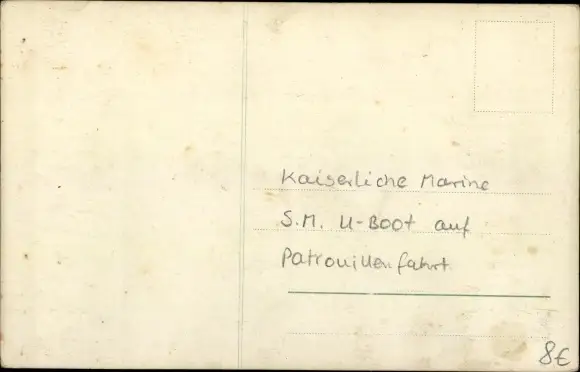 Kaiserliche Marine
S.M. U-Boot auf
Patrouillenfahrt
8€